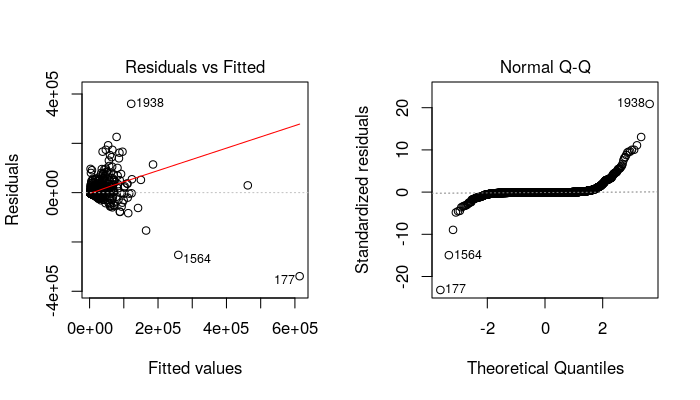 Residuals vs Fitted
Residuals
4e+05
0e+00
-4e+05
1938
1564
177
0e+00
2e+05
4e+05
6e+05
Fitted values
Normal Q-Q
Standardized residuals
20
10
0
-10
-20
1938
1564
177
-2
0
2
Theoretical Quantiles